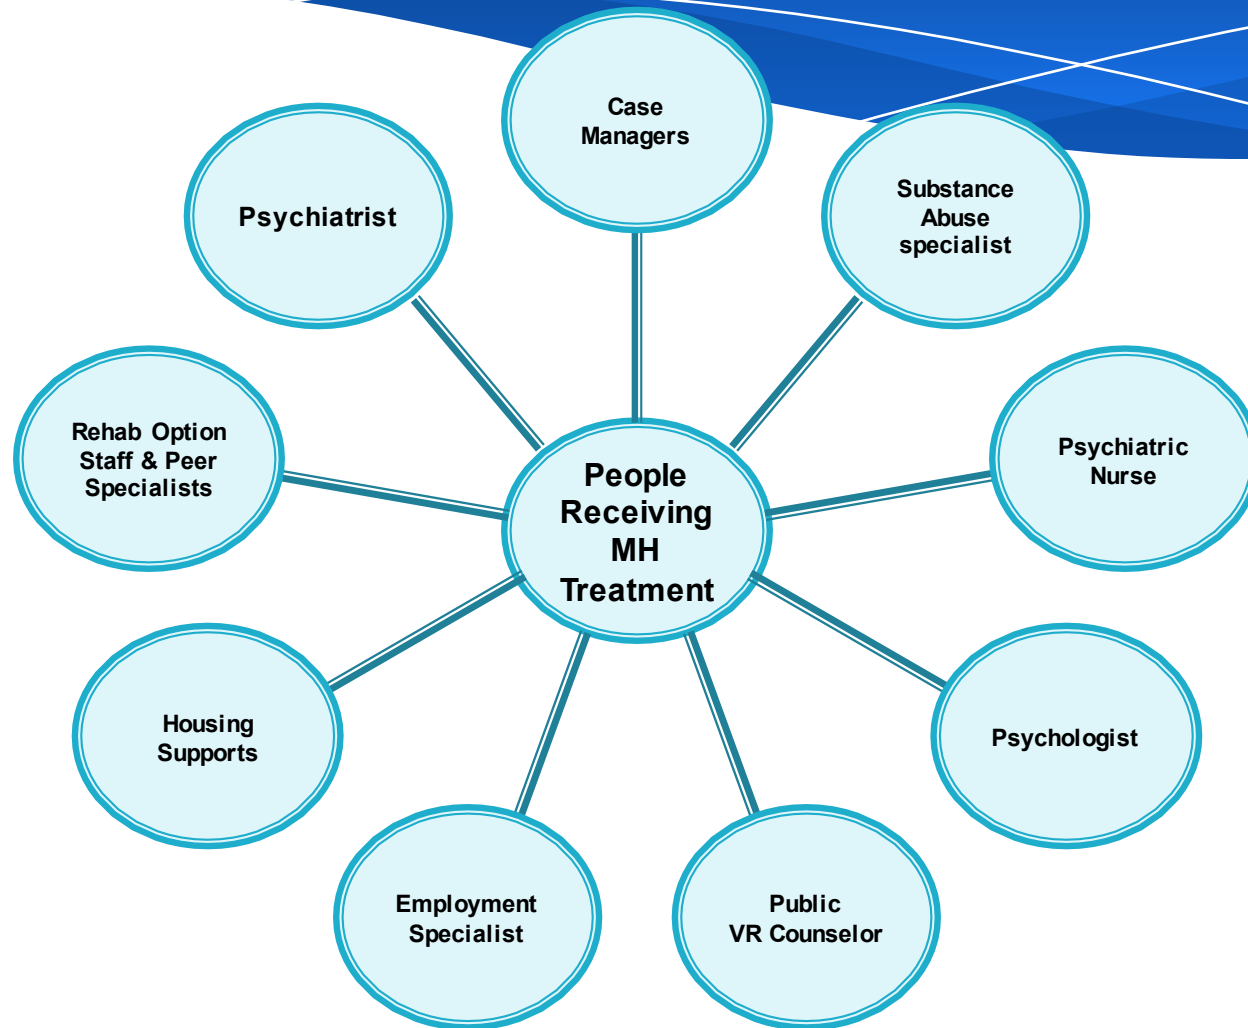 Case
Managers
Substance
Abuse
specialist
Psychiatrist
Rehab Option
Staff & Peer
Specialists
Psychiatric
Nurse
People
Receiving
MH
Treatment
Housing
Supports
Psychologist
Employment
Specialist
Public
VR Counselor